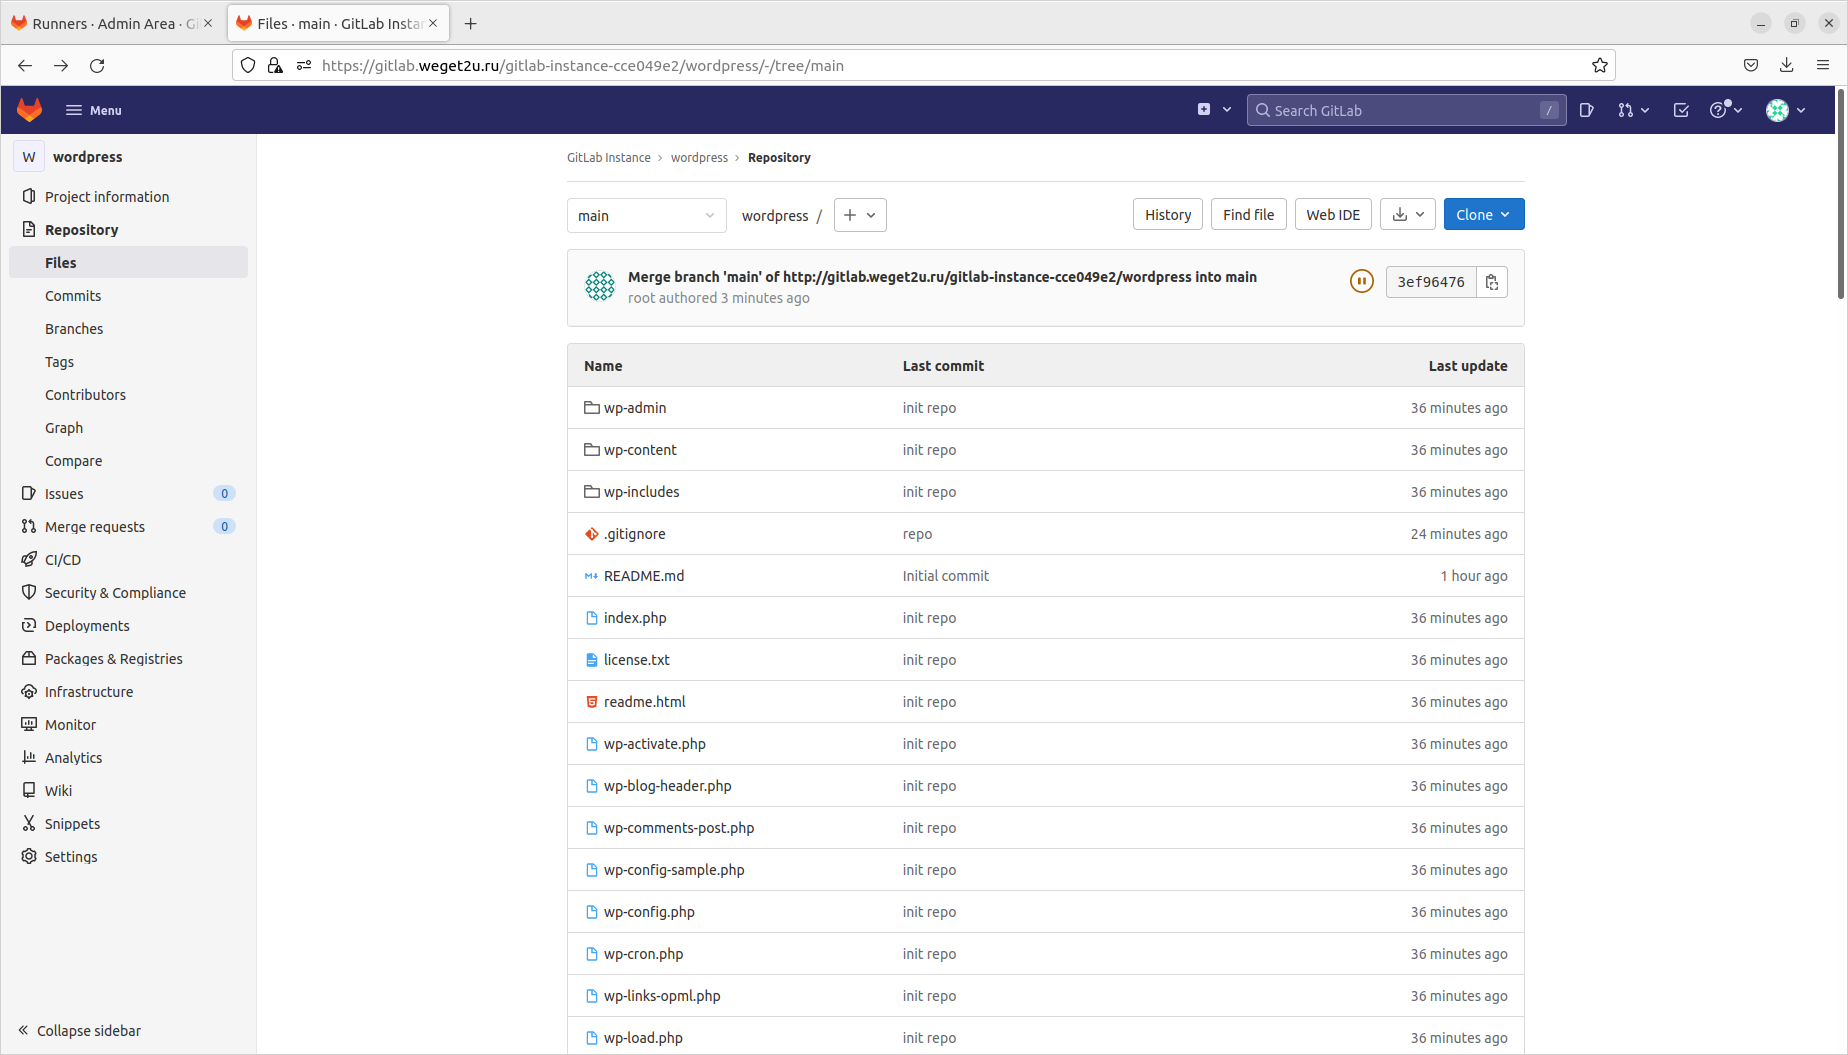 Runners · Admin Area · Gi
Files · main · GitLab Instan
https://gitlab.weget2u.ru/gitlab-instance-cce049e2/wordpress/-/tree/main
Menu
Search GitLab
/
W wordpress
Project information
Repository
Files
Commits
Branches
Tags
Contributors
Graph
Compare
Issues 0
Merge requests 0
CI/CD
Security & Compliance
Deployments
Packages & Registries
Infrastructure
Monitor
Analytics
Wiki
Snippets
Settings
Collapse sidebar
GitLab Instance › wordpress › Repository
main wordpress / History Find file Web IDE Clone
Merge branch 'main' of http://gitlab.weget2u.ru/gitlab-instance-cce049e2/wordpress into main
root authored 3 minutes ago
3ef96476
Name Last commit Last update
wp-admin init repo 36 minutes ago
wp-content init repo 36 minutes ago
wp-includes init repo 36 minutes ago
.gitignore repo 24 minutes ago
README.md Initial commit 1 hour ago
index.php init repo 36 minutes ago
license.txt init repo 36 minutes ago
readme.html init repo 36 minutes ago
wp-activate.php init repo 36 minutes ago
wp-blog-header.php init repo 36 minutes ago
wp-comments-post.php init repo 36 minutes ago
wp-config-sample.php init repo 36 minutes ago
wp-config.php init repo 36 minutes ago
wp-cron.php init repo 36 minutes ago
wp-links-opml.php init repo 36 minutes ago
wp-load.php init repo 36 minutes ago